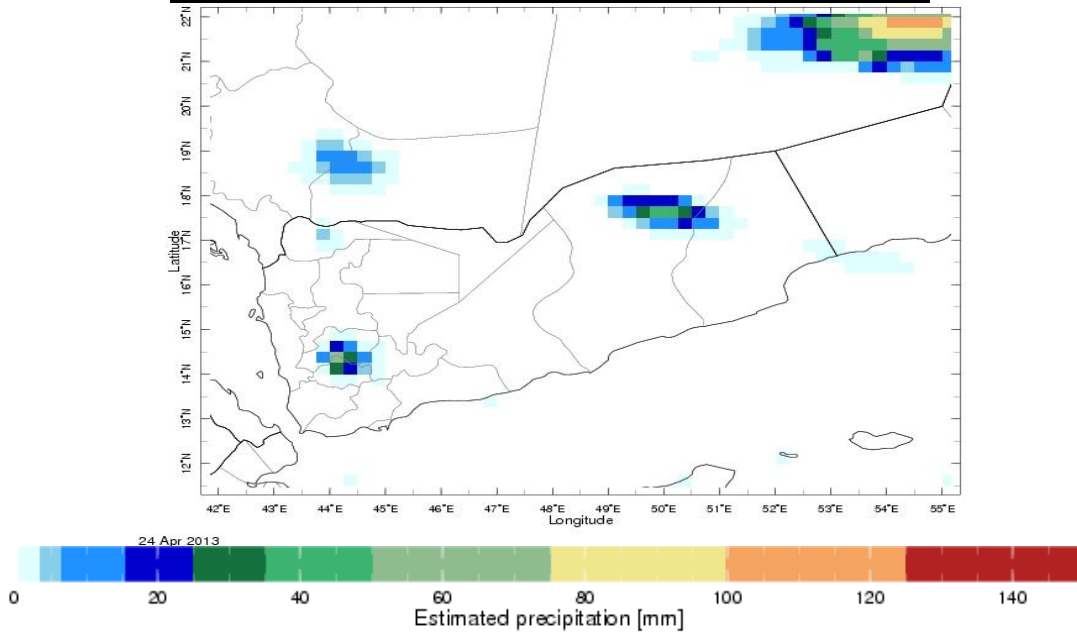 22°N
21°N
20°N
19°N
18°N
17°N
16°N
15°N
14°N
13°N
12°N
Latitude
42°E 43°E 44°E 45°E 46°E 47°E 48°E 49°E 50°E 51°E 52°E 53°E 54°E 55°E
Longitude
24 Apr 2013
0 20 40 60 80 100 120 140
Estimated precipitation [mm]